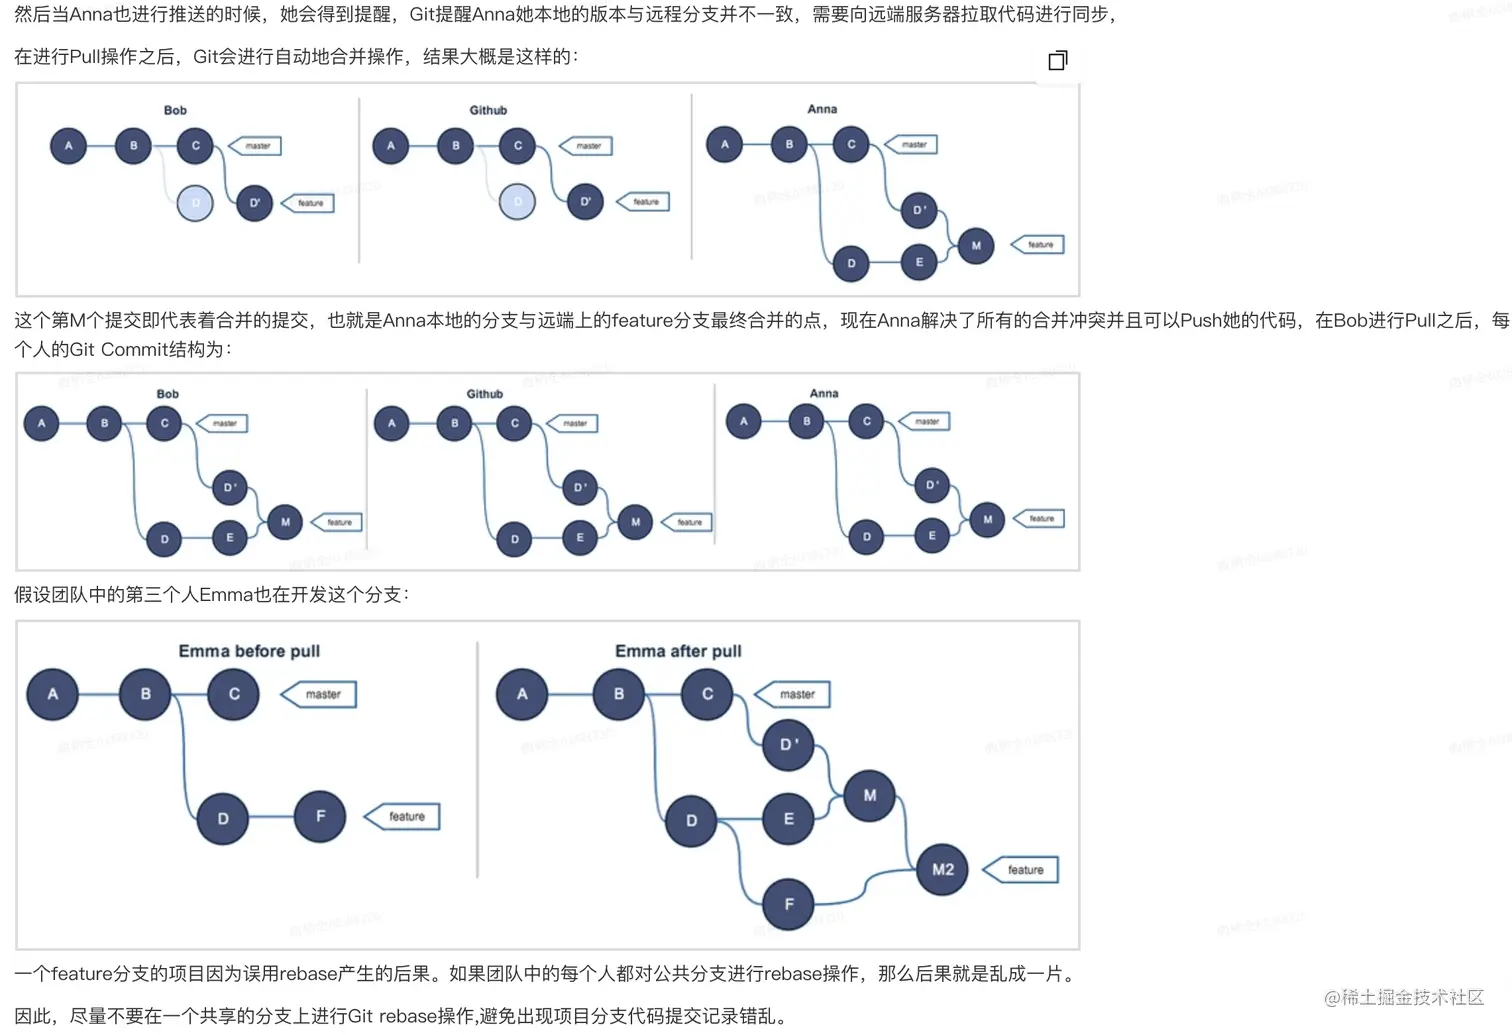 然后当Anna也进行推送的时候，她会得到提醒，Git提醒Anna她本地的版本与远程分支并不一致，需要向远端服务器拉取代码进行同步，
在进行Pull操作之后，Git会进行自动地合并操作，结果大概是这样的：
Bob Github Anna
A B C master A B C master A B C master
D D' feature D D' feature D'
M feature
D E
这个第M个提交即代表着合并的提交，也就是Anna本地的分支与远端上的feature分支最终合并的点，现在Anna解决了所有的合并冲突并且可以Push她的代码，在Bob进行Pull之后，每
个人的Git Commit结构为：
Bob Github Anna
A B C master A B C master A B C master
D' D' D'
M feature M feature M feature
D E D E D E
假设团队中的第三个人Emma也在开发这个分支：
Emma before pull Emma after pull
A B C master A B C master
D'
M
D F feature D E
M2 feature
F
一个feature分支的项目因为误用rebase产生的后果。如果团队中的每个人都对公共分支进行rebase操作，那么后果就是乱成一片。
因此，尽量不要在一个共享的分支上进行Git rebase操作,避免出现项目分支代码提交记录错乱。
@稀土掘金技术社区